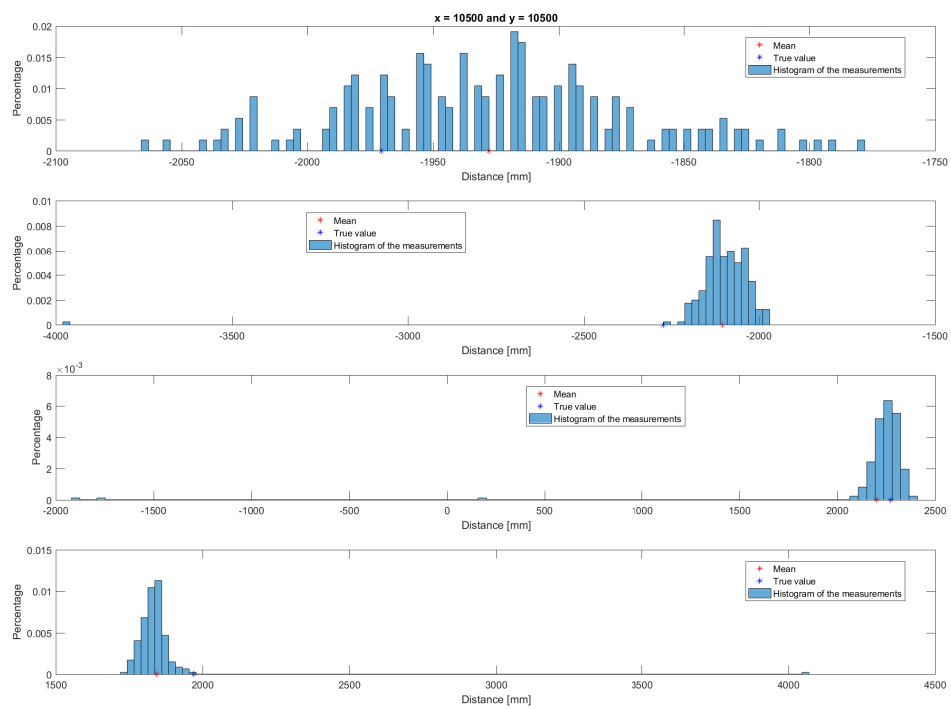 x = 10500 and y = 10500
0.02
0.015
0.01
0.005
0
Percentage
Mean
True value
Histogram of the measurements
-2100 -2050 -2000 -1950 -1900 -1850 -1800 -1750
Distance [mm]
0.01
0.008
0.006
0.004
0.002
0
Percentage
Mean
True value
Histogram of the measurements
-4000 -3500 -3000 -2500 -2000 -1500
Distance [mm]
×10⁻³
8
6
4
2
0
Percentage
Mean
True value
Histogram of the measurements
-2000 -1500 -1000 -500 0 500 1000 1500 2000 2500
Distance [mm]
0.015
0.01
0.005
0
Percentage
Mean
True value
Histogram of the measurements
1500 2000 2500 3000 3500 4000 4500
Distance [mm]